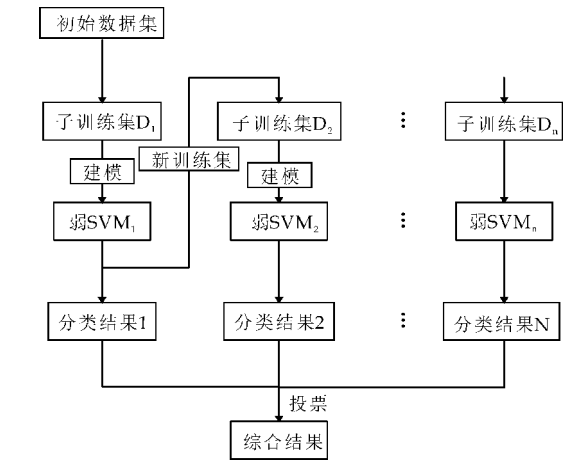 初始数据集
子训练集D₁
子训练集D₂
⋮
子训练集Dₙ
建模
新训练集
建模
弱SVM₁
弱SVM₂
⋮
弱SVMₙ
分类结果1
分类结果2
⋮
分类结果N
投票
综合结果